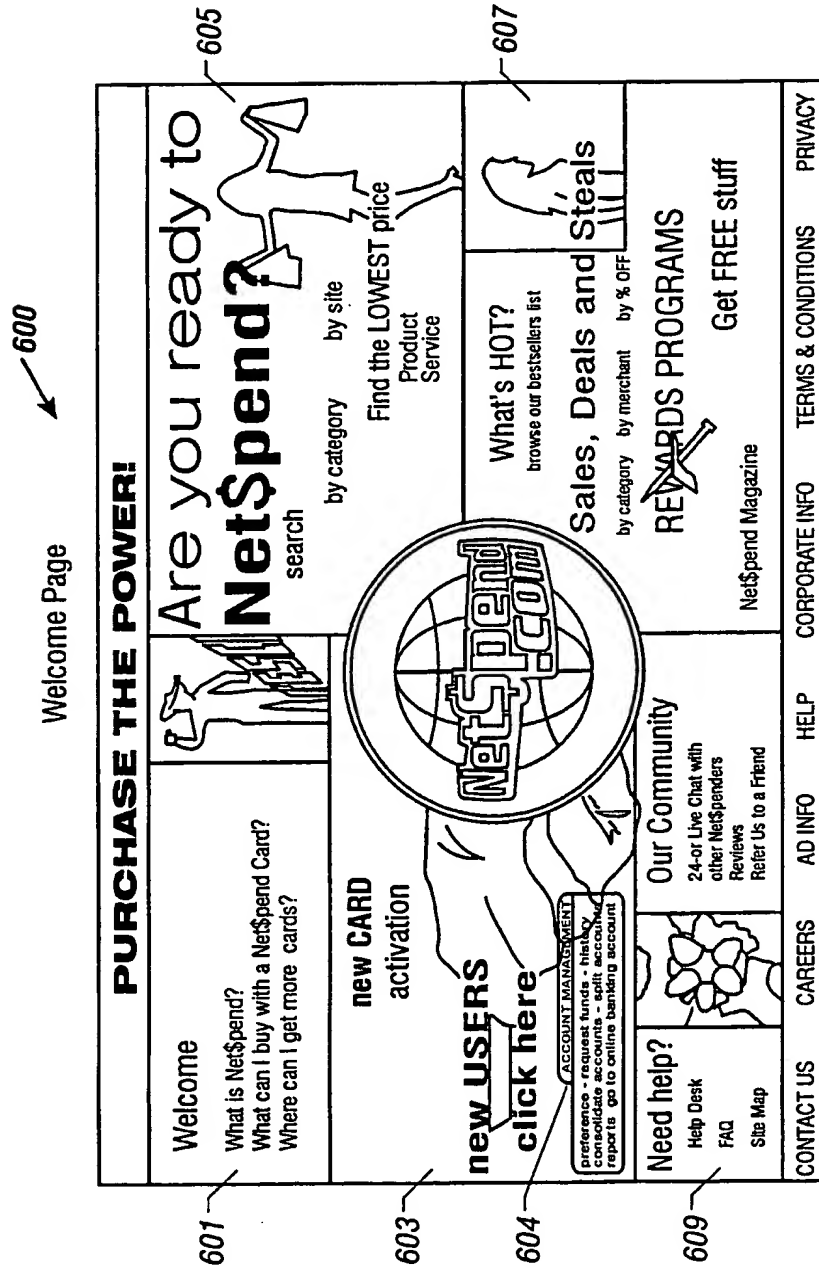 600
Welcome Page
PURCHASE THE POWER!
601
Welcome
What is Net$pend?
What can I buy with a Net$pend Card?
Where can I get more cards?
605
Are you ready to
Net$pend?
search
by category by site
Find the LOWEST price
Product
Service
603
new CARD
activation
new USERS
click here
604
ACCOUNT MANAGEMENT
preference - request funds - history
consolidate accounts - split accounts
reports go to online banking account
Net$pend
.com
607
What's HOT?
browse our bestsellers list
Sales, Deals and Steals
by category by merchant by % OFF
REWARDS PROGRAMS
Get FREE stuff
Net$pend Magazine
609
Need help?
Help Desk
FAQ
Site Map
Our Community
24-or Live Chat with
other Net$penders
Reviews
Refer Us to a Friend
CONTACT US CAREERS AD INFO HELP CORPORATE INFO TERMS & CONDITIONS PRIVACY